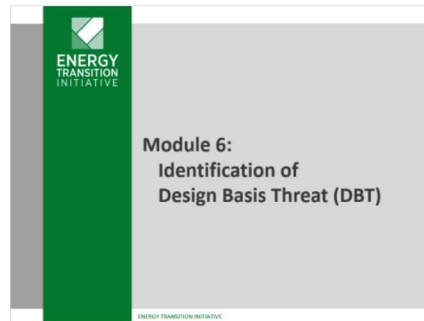 ENERGY
TRANSITION
INITIATIVE
Module 6:
Identification of
Design Basis Threat (DBT)
ENERGY TRANSITION INITIATIVE